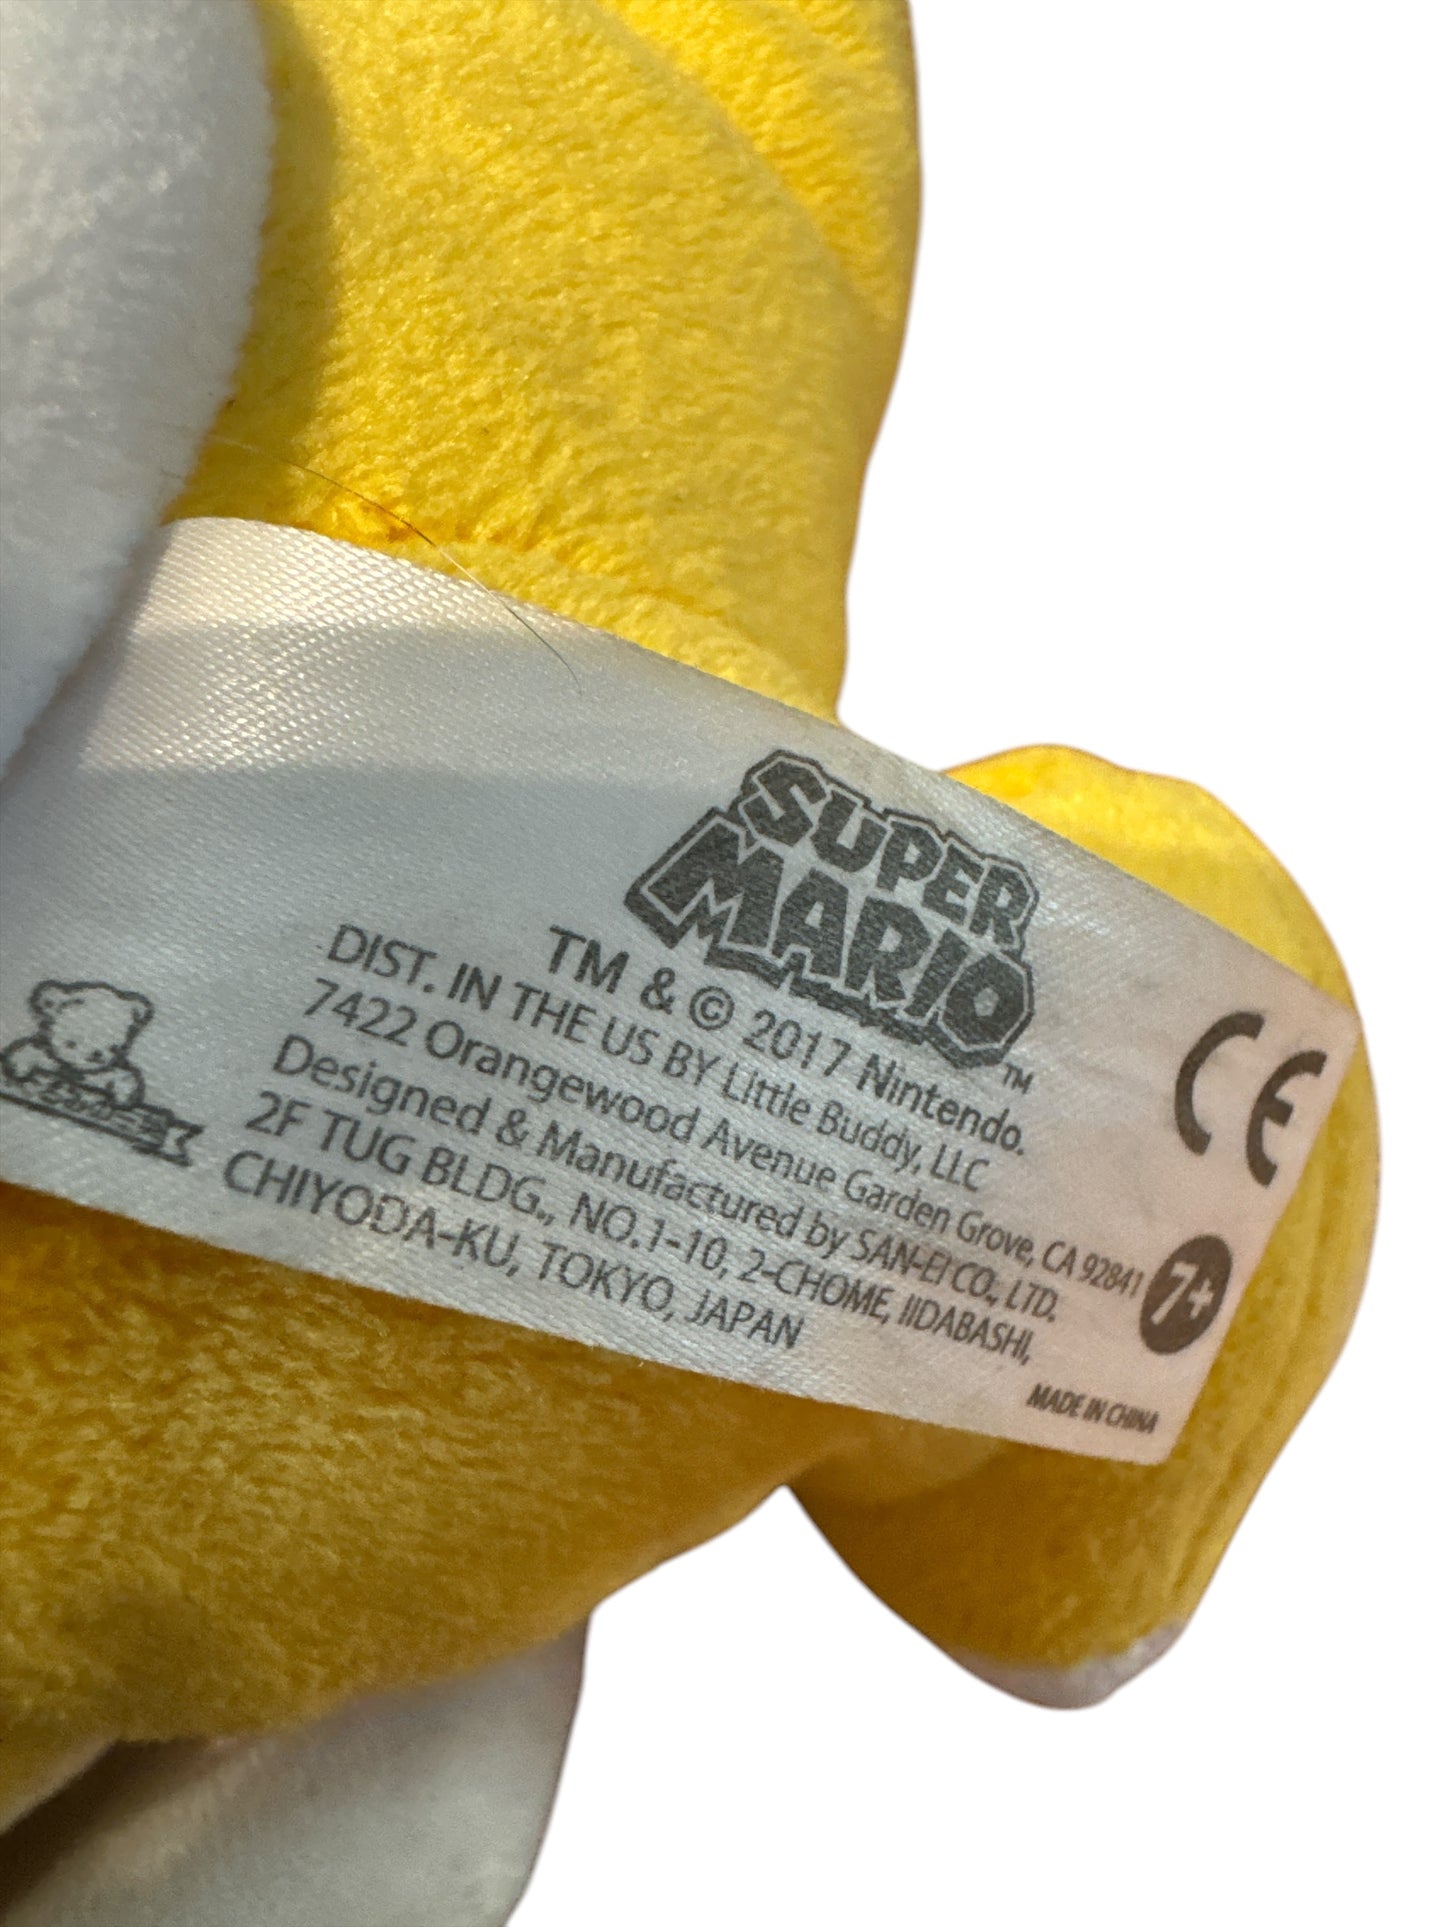 SUPER
MARIO
TM
TM & © 2017 Nintendo.
DIST. IN THE US BY Little Buddy, LLC
7422 Orangewood Avenue Garden Grove, CA 92841
Designed & Manufactured by SAN-EI CO., LTD.
2F TUG BLDG., NO.1-10, 2-CHOME, IIDABASHI,
CHIYODA-KU, TOKYO, JAPAN
CE
7+
MADE IN CHINA